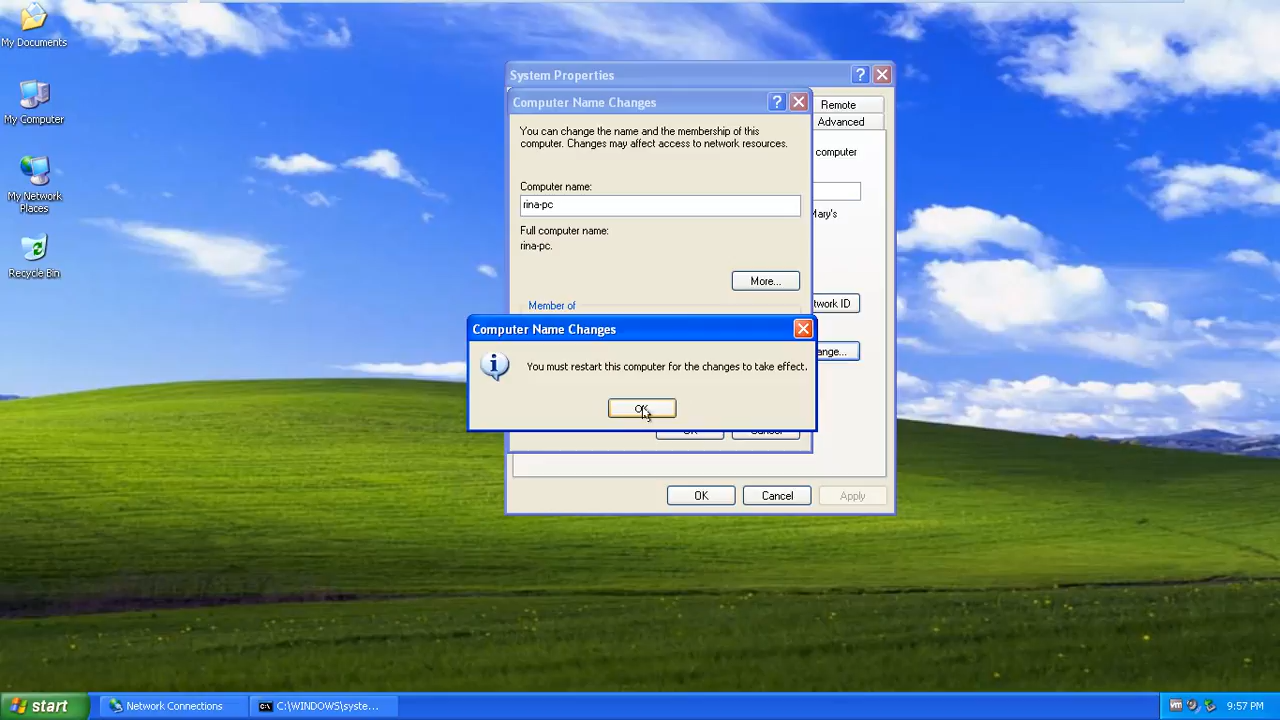 My Documents
My Computer
My Network
Places
Recycle Bin
System Properties
Remote
Advanced
computer
Mary's
twork ID
ange...
OK
Cancel
Apply
Computer Name Changes
You can change the name and the membership of this
computer. Changes may affect access to network resources.
Computer name:
rina-pc
Full computer name:
rina-pc.
More...
Member of
Computer Name Changes
You must restart this computer for the changes to take effect.
OK
start
Network Connections
C:\WINDOWS\syste...
9:57 PM